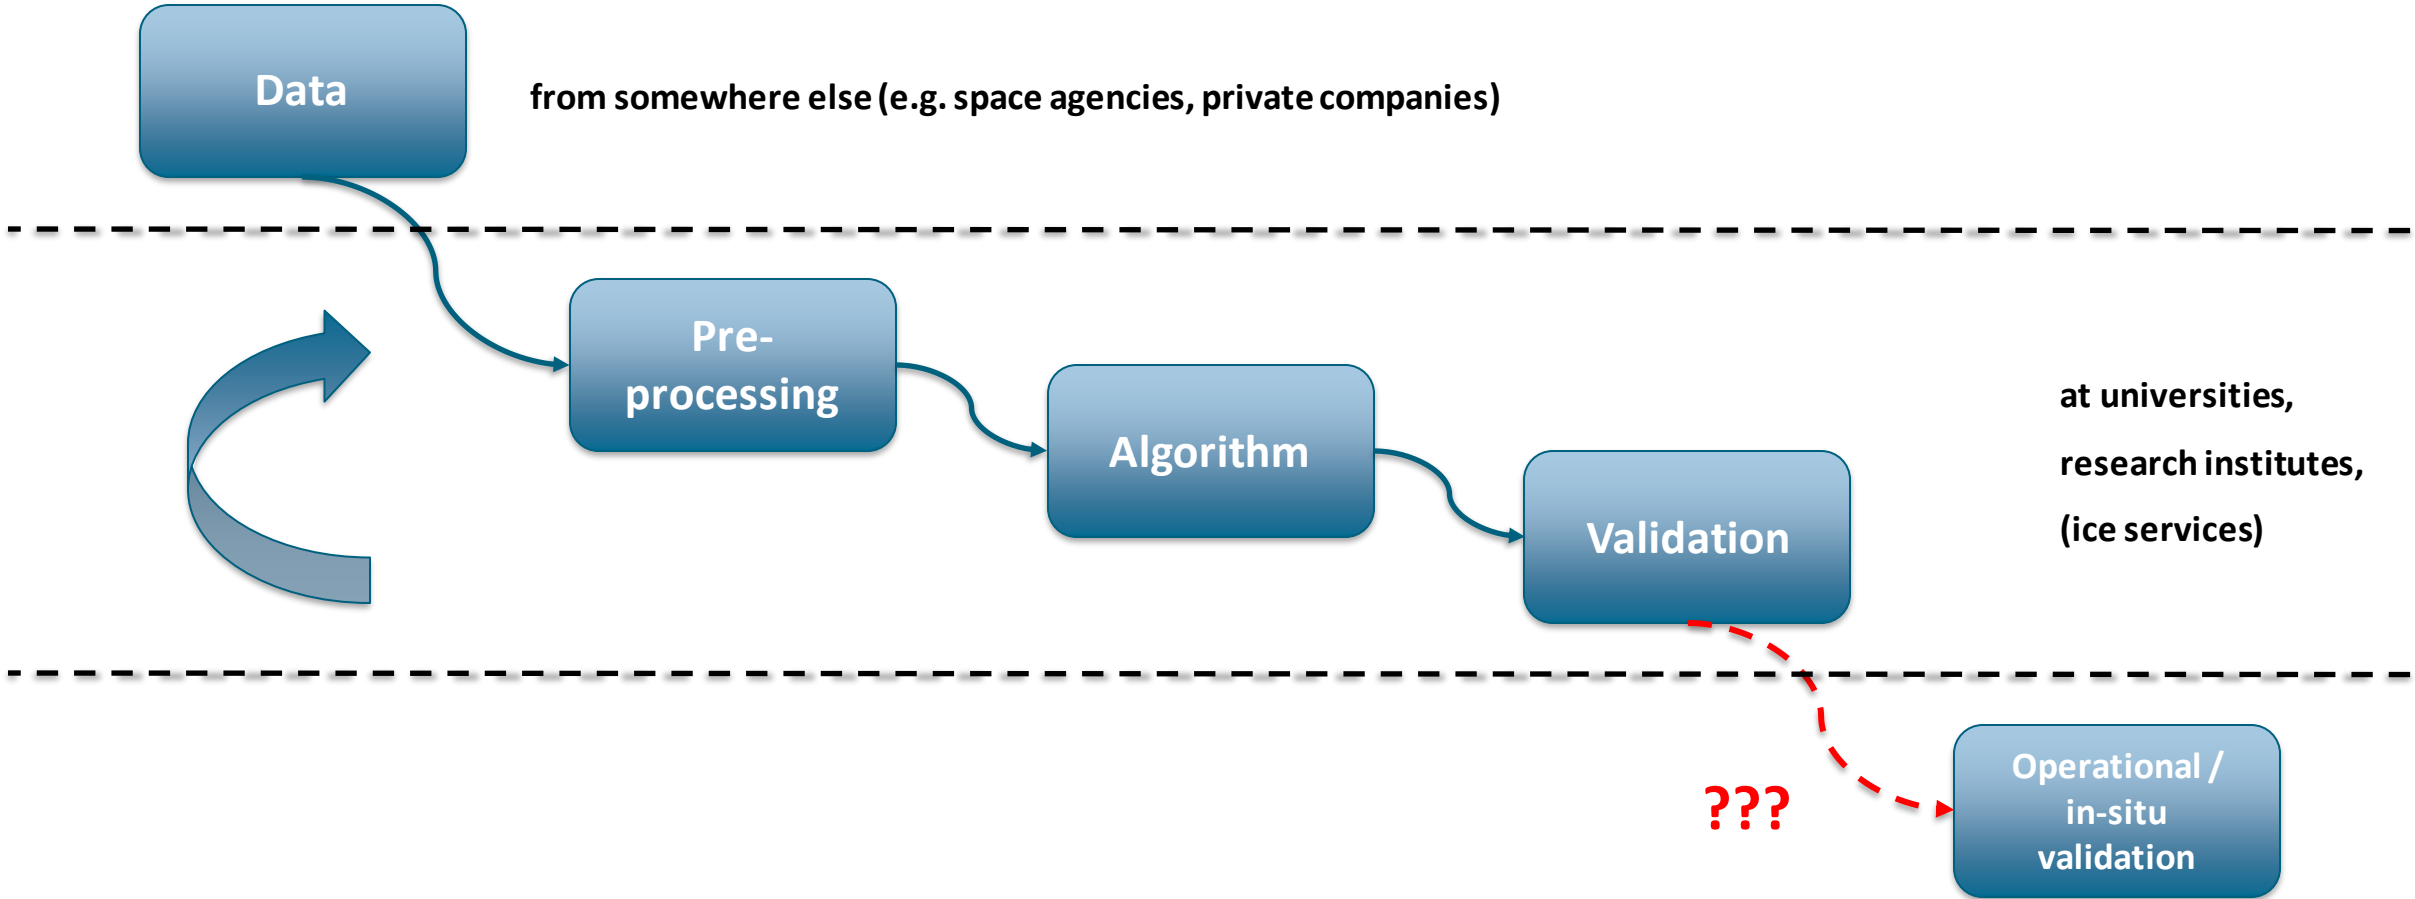 Data
from somewhere else (e.g. space agencies, private companies)
Pre-
processing
Algorithm
Validation
at universities,
research institutes,
(ice services)
???
Operational /
in-situ
validation